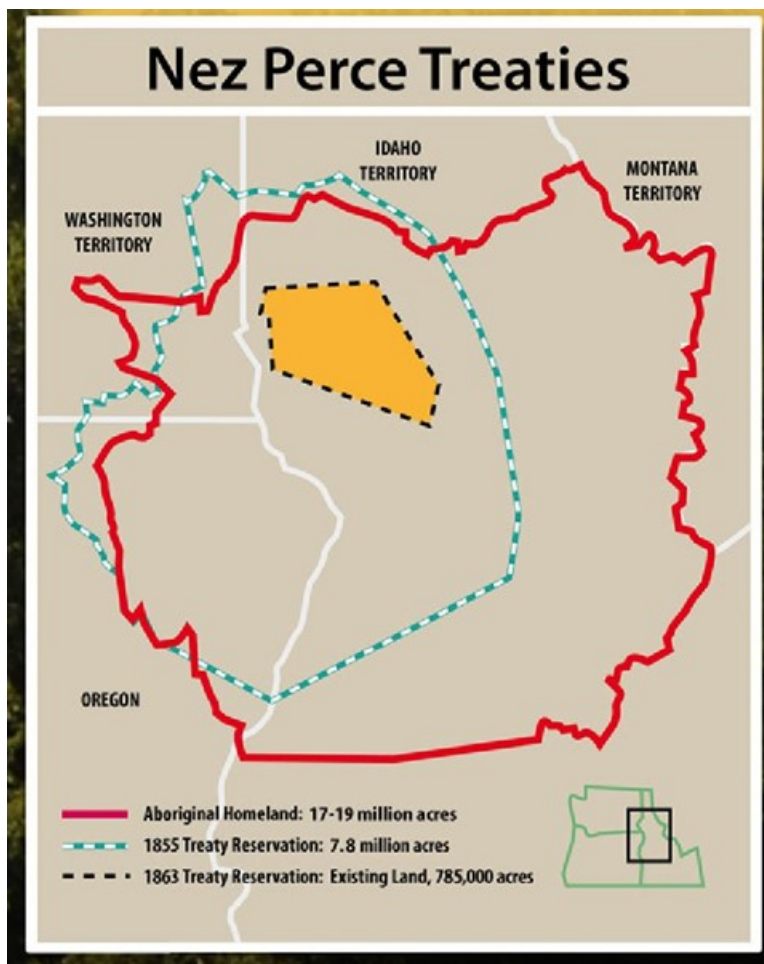 Nez Perce Treaties
IDAHO
TERRITORY
MONTANA
TERRITORY
WASHINGTON
TERRITORY
OREGON
Aboriginal Homeland: 17-19 million acres
1855 Treaty Reservation: 7.8 million acres
1863 Treaty Reservation: Existing Land, 785,000 acres